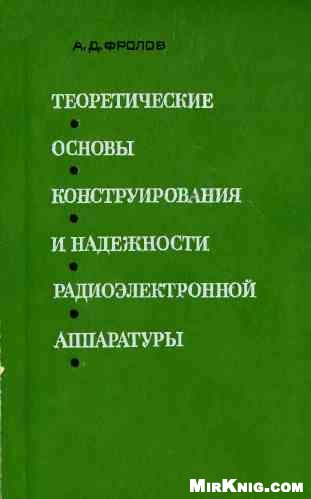 А. Д. ФРОЛОВ
ТЕОРЕТИЧЕСКИЕ
ОСНОВЫ
КОНСТРУИРОВАНИЯ
И НАДЕЖНОСТИ
РАДИОЭЛЕКТРОННОЙ
АППАРАТУРЫ
MirKnig.com